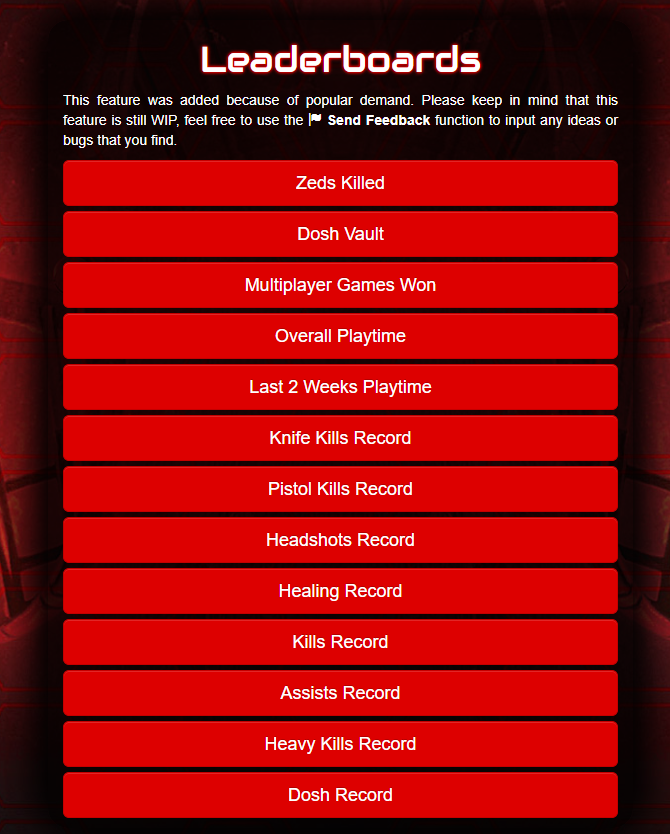 Leaderboards
This feature was added because of popular demand. Please keep in mind that this
feature is still WIP, feel free to use the Send Feedback function to input any ideas or
bugs that you find.
Zeds Killed
Dosh Vault
Multiplayer Games Won
Overall Playtime
Last 2 Weeks Playtime
Knife Kills Record
Pistol Kills Record
Headshots Record
Healing Record
Kills Record
Assists Record
Heavy Kills Record
Dosh Record